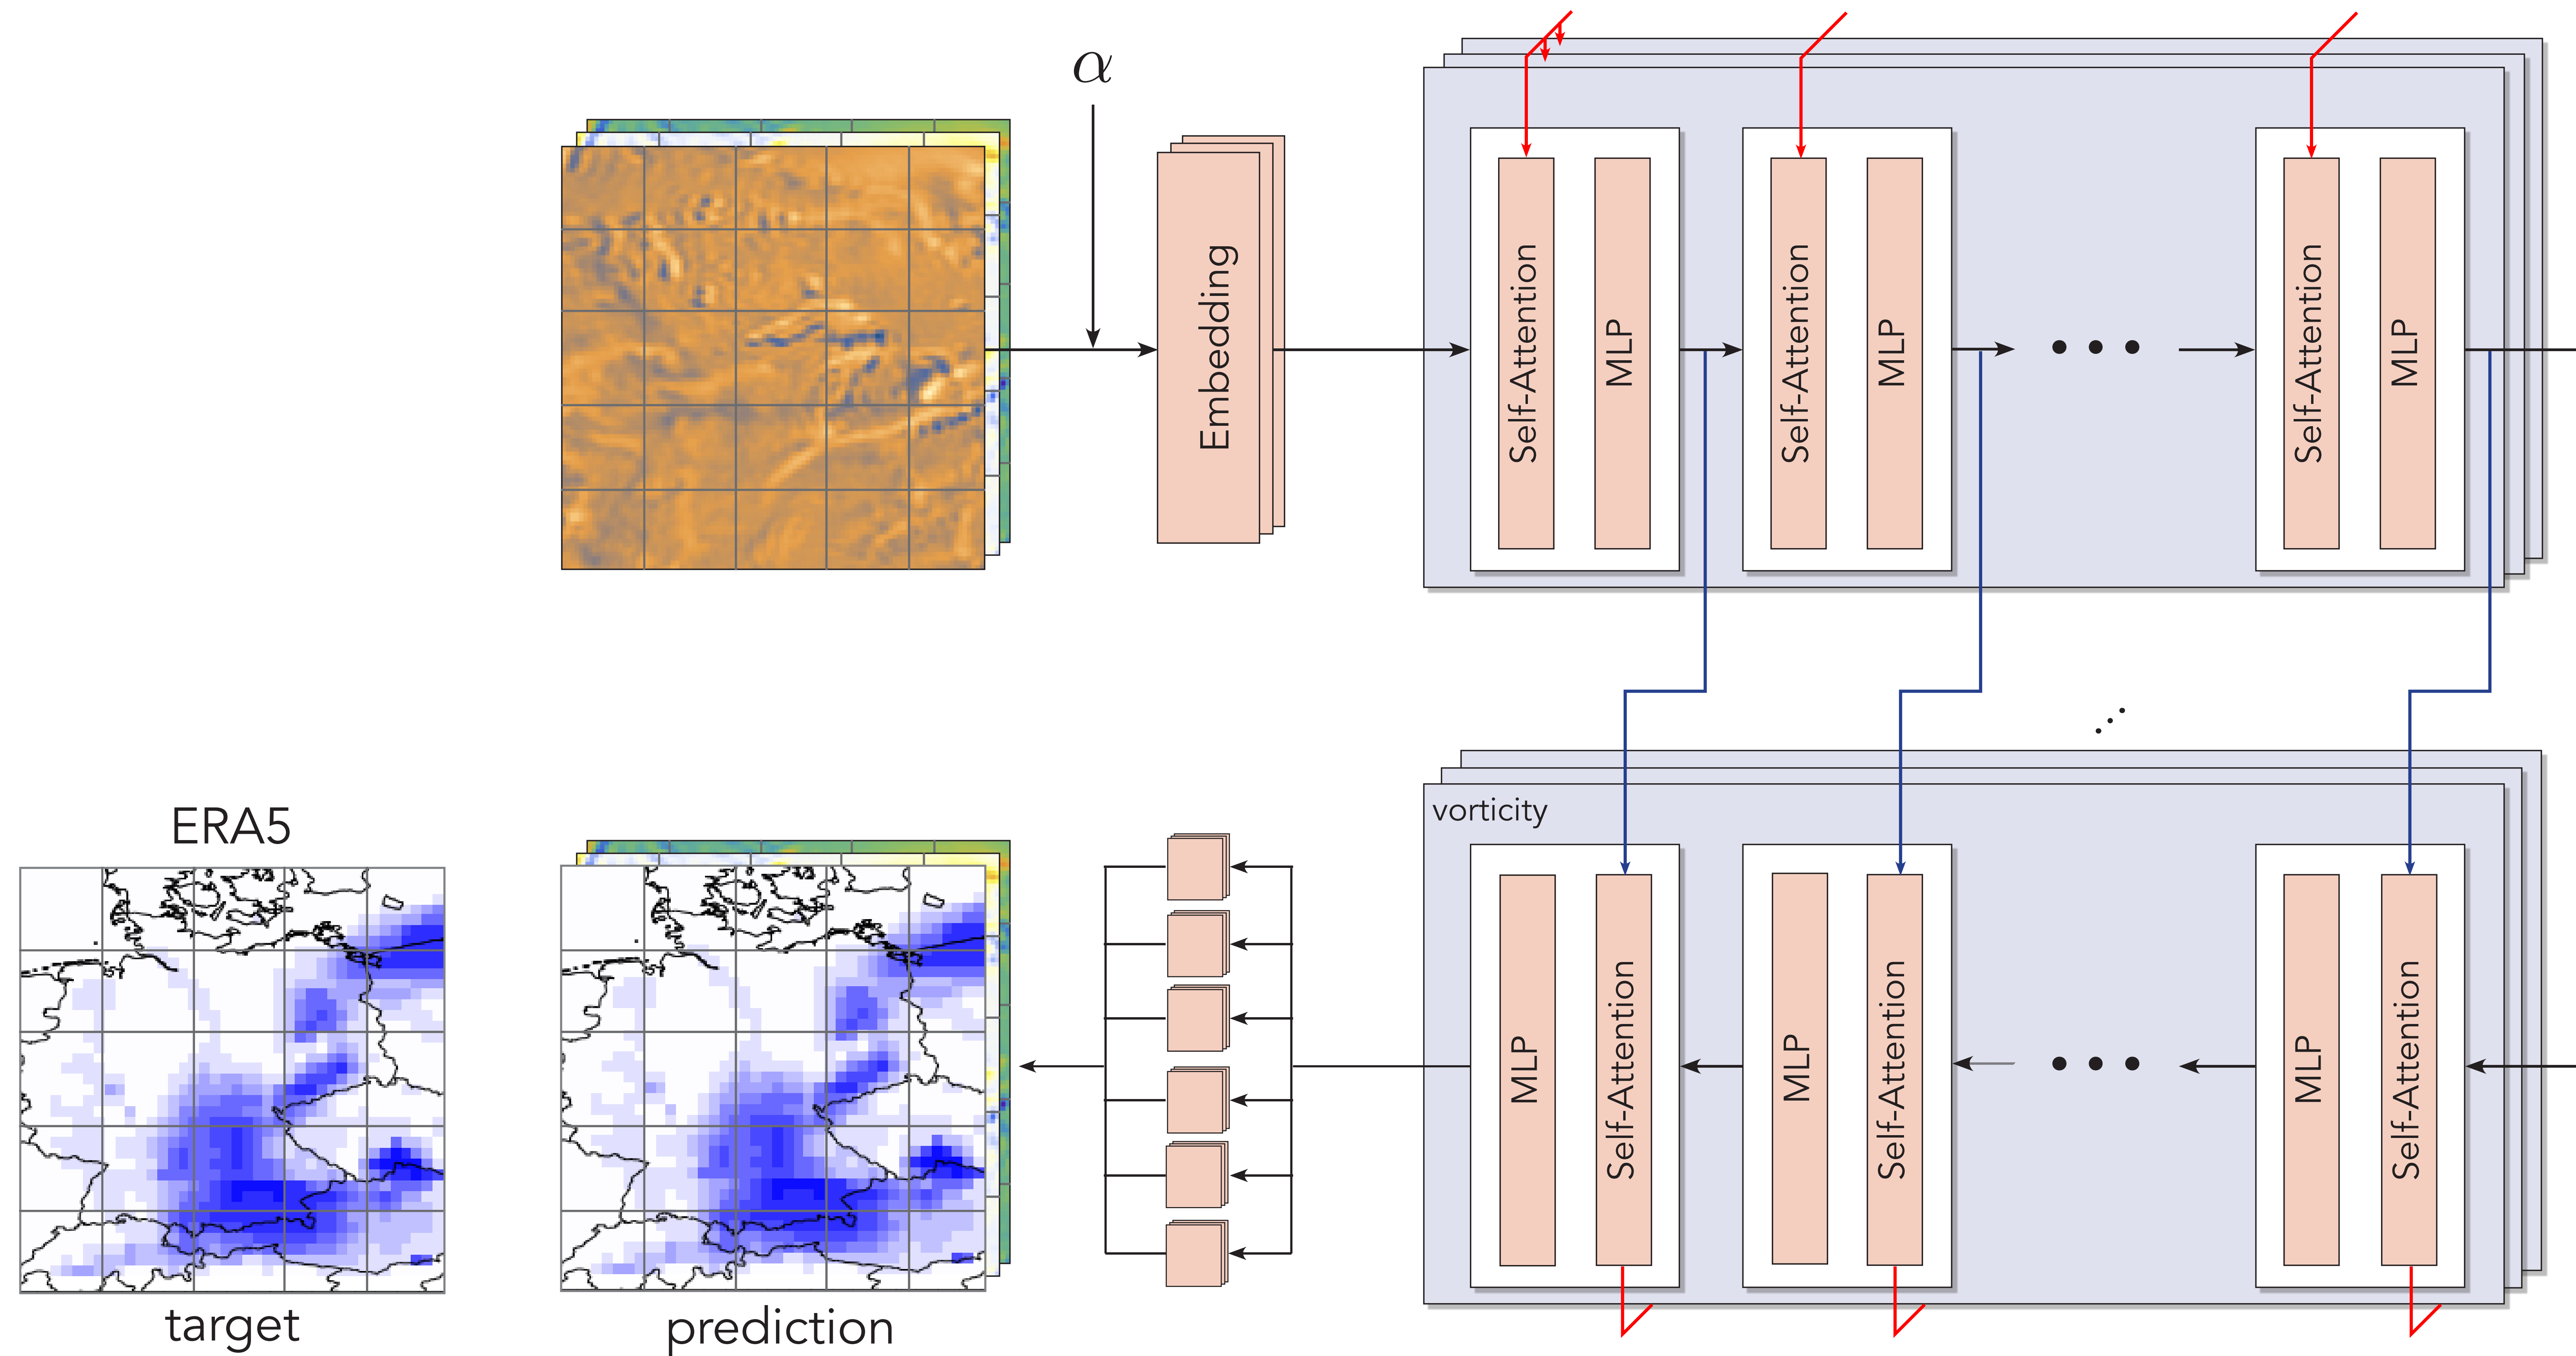 α
Embedding
Self-Attention
MLP
Self-Attention
MLP
Self-Attention
MLP
vorticity
MLP
Self-Attention
MLP
Self-Attention
MLP
Self-Attention
ERA5
target
prediction